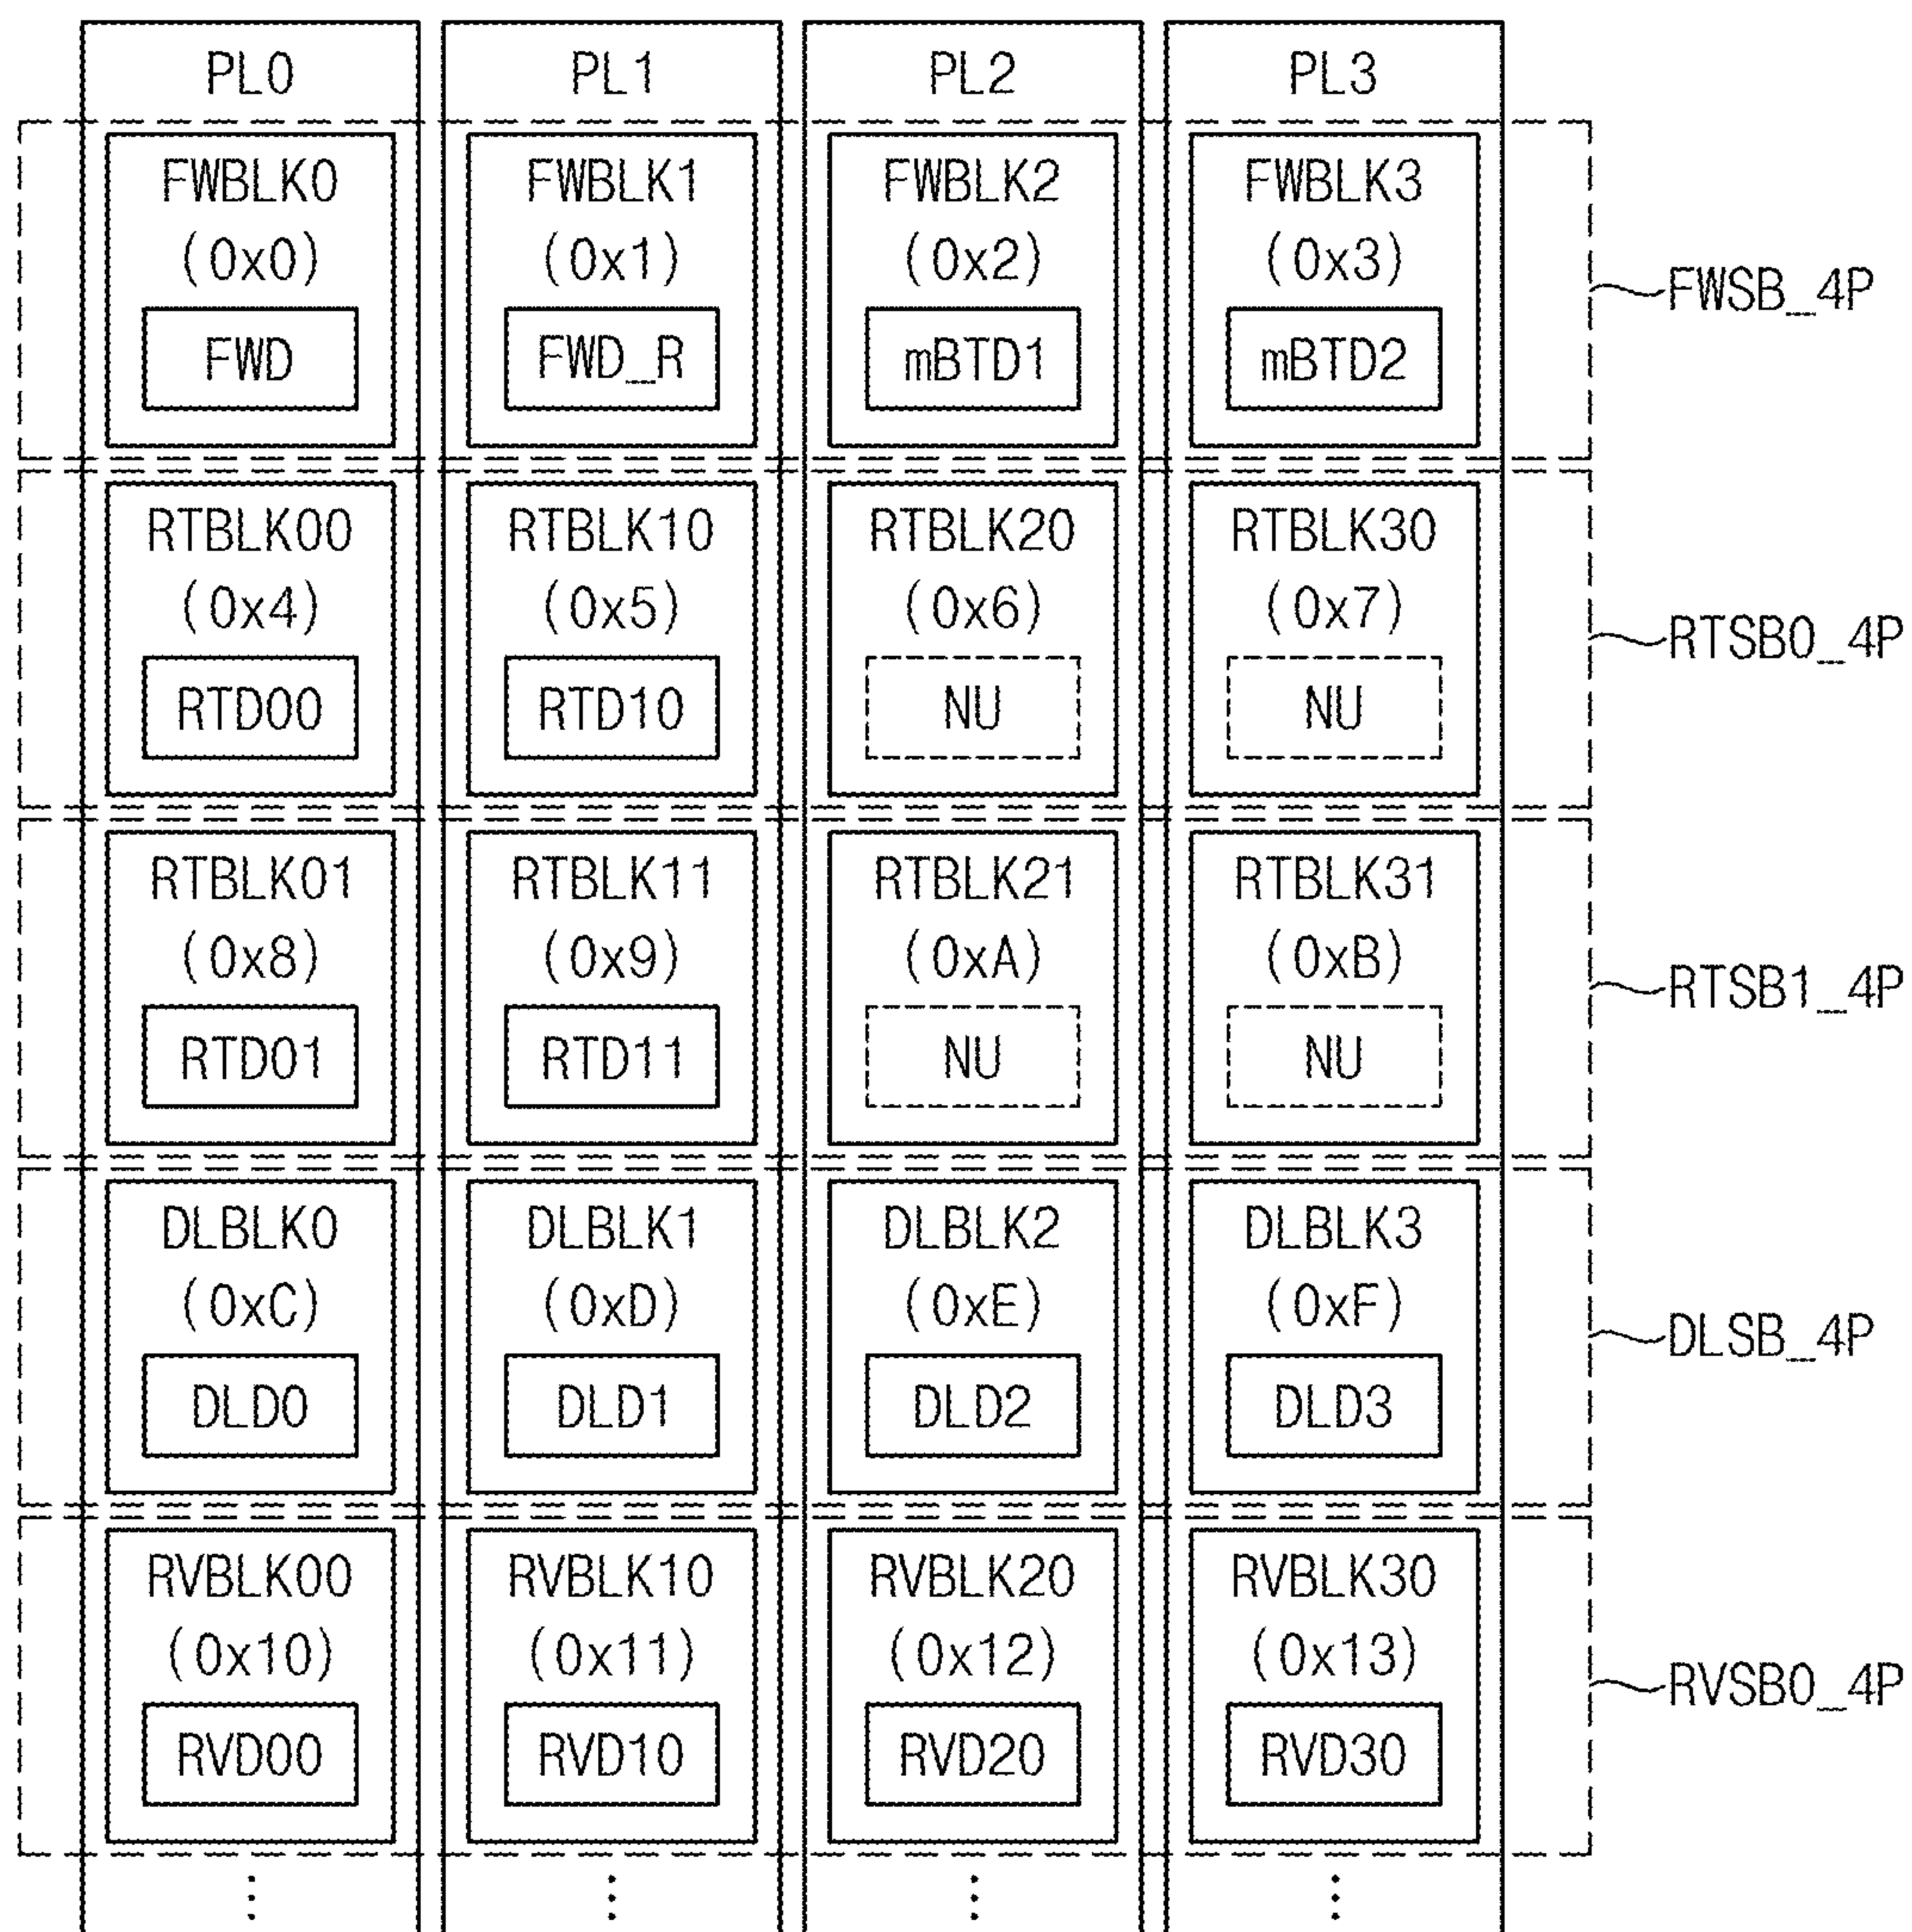 PL0 PL1 PL2 PL3
FWBLK0 FWBLK1 FWBLK2 FWBLK3
(0x0) (0x1) (0x2) (0x3)
FWSB_4P
FWD FWD_R mBTD1 mBTD2
RTBLK00 RTBLK10 RTBLK20 RTBLK30
(0x4) (0x5) (0x6) (0x7)
RTSB0_4P
RTD00 RTD10 NU NU
RTBLK01 RTBLK11 RTBLK21 RTBLK31
(0x8) (0x9) (0xA) (0xB)
RTSB1_4P
RTD01 RTD11 NU NU
DLBLK0 DLBLK1 DLBLK2 DLBLK3
(0xC) (0xD) (0xE) (0xF)
DLSB_4P
DLD0 DLD1 DLD2 DLD3
RVBLK00 RVBLK10 RVBLK20 RVBLK30
(0x10) (0x11) (0x12) (0x13)
RVSB0_4P
RVD00 RVD10 RVD20 RVD30